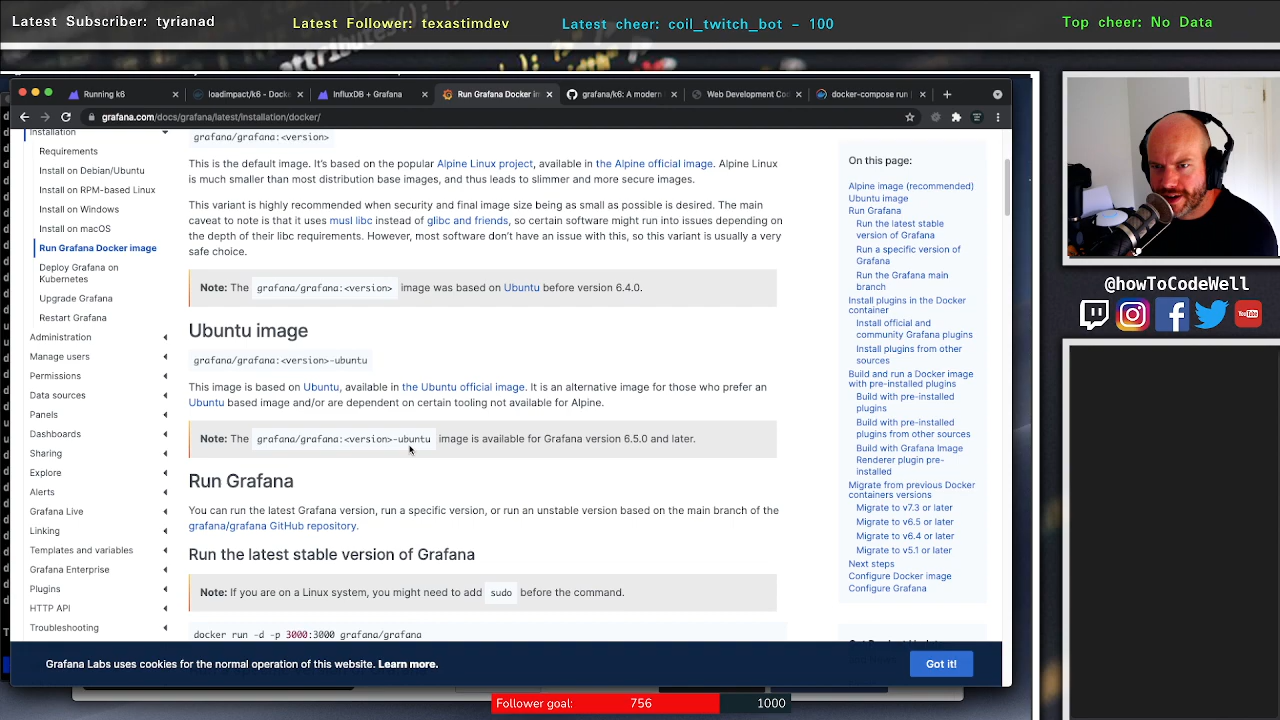 Latest Subscriber: tyrianad
Latest Follower: texastimdev
Latest cheer: coil_twitch_bot - 100
Top cheer: No Data
attributes();
Running k6
loadimpact/k6 - Docke
InfluxDB + Grafana
Run Grafana Docker im
grafana/k6: A modern
Web Development Cod
docker-compose run |
grafana.com/docs/grafana/latest/installation/docker/
Installation
Requirements
Install on Debian/Ubuntu
Install on RPM-based Linux
Install on Windows
Install on macOS
Run Grafana Docker image
Deploy Grafana on
Kubernetes
Upgrade Grafana
Restart Grafana
Administration
Manage users
Permissions
Data sources
Panels
Dashboards
Sharing
Explore
Alerts
Grafana Live
Linking
Templates and variables
Grafana Enterprise
Plugins
HTTP API
Troubleshooting
grafana/grafana:<version>
This is the default image. It's based on the popular Alpine Linux project, available in the Alpine official image. Alpine Linux
is much smaller than most distribution base images, and thus leads to slimmer and more secure images.
This variant is highly recommended when security and final image size being as small as possible is desired. The main
caveat to note is that it uses musl libc instead of glibc and friends, so certain software might run into issues depending on
the depth of their libc requirements. However, most software don't have an issue with this, so this variant is usually a very
safe choice.
Note: The grafana/grafana:<version> image was based on Ubuntu before version 6.4.0.
Ubuntu image
grafana/grafana:<version>-ubuntu
This image is based on Ubuntu, available in the Ubuntu official image. It is an alternative image for those who prefer an
Ubuntu based image and/or are dependent on certain tooling not available for Alpine.
Note: The grafana/grafana:<version>-ubuntu image is available for Grafana version 6.5.0 and later.
Run Grafana
You can run the latest Grafana version, run a specific version, or run an unstable version based on the main branch of the
grafana/grafana GitHub repository.
Run the latest stable version of Grafana
Note: If you are on a Linux system, you might need to add sudo before the command.
docker run -d -p 3000:3000 grafana/grafana
On this page:
Alpine image (recommended)
Ubuntu image
Run Grafana
Run the latest stable
version of Grafana
Run a specific version of
Grafana
Run the Grafana main
branch
Install plugins in the Docker
container
Install official and
community Grafana plugins
Install plugins from other
sources
Build and run a Docker image
with pre-installed plugins
Build with pre-installed
plugins
Build with pre-installed
plugins from other sources
Build with Grafana Image
Renderer plugin pre-
installed
Migrate from previous Docker
containers versions
Migrate to v7.3 or later
Migrate to v6.5 or later
Migrate to v6.4 or later
Migrate to v5.1 or later
Next steps
Configure Docker image
Configure Grafana
Grafana Labs uses cookies for the normal operation of this website. Learn more.
Got it!
@howToCodeWell
You Tube
Follower goal:
756
1000